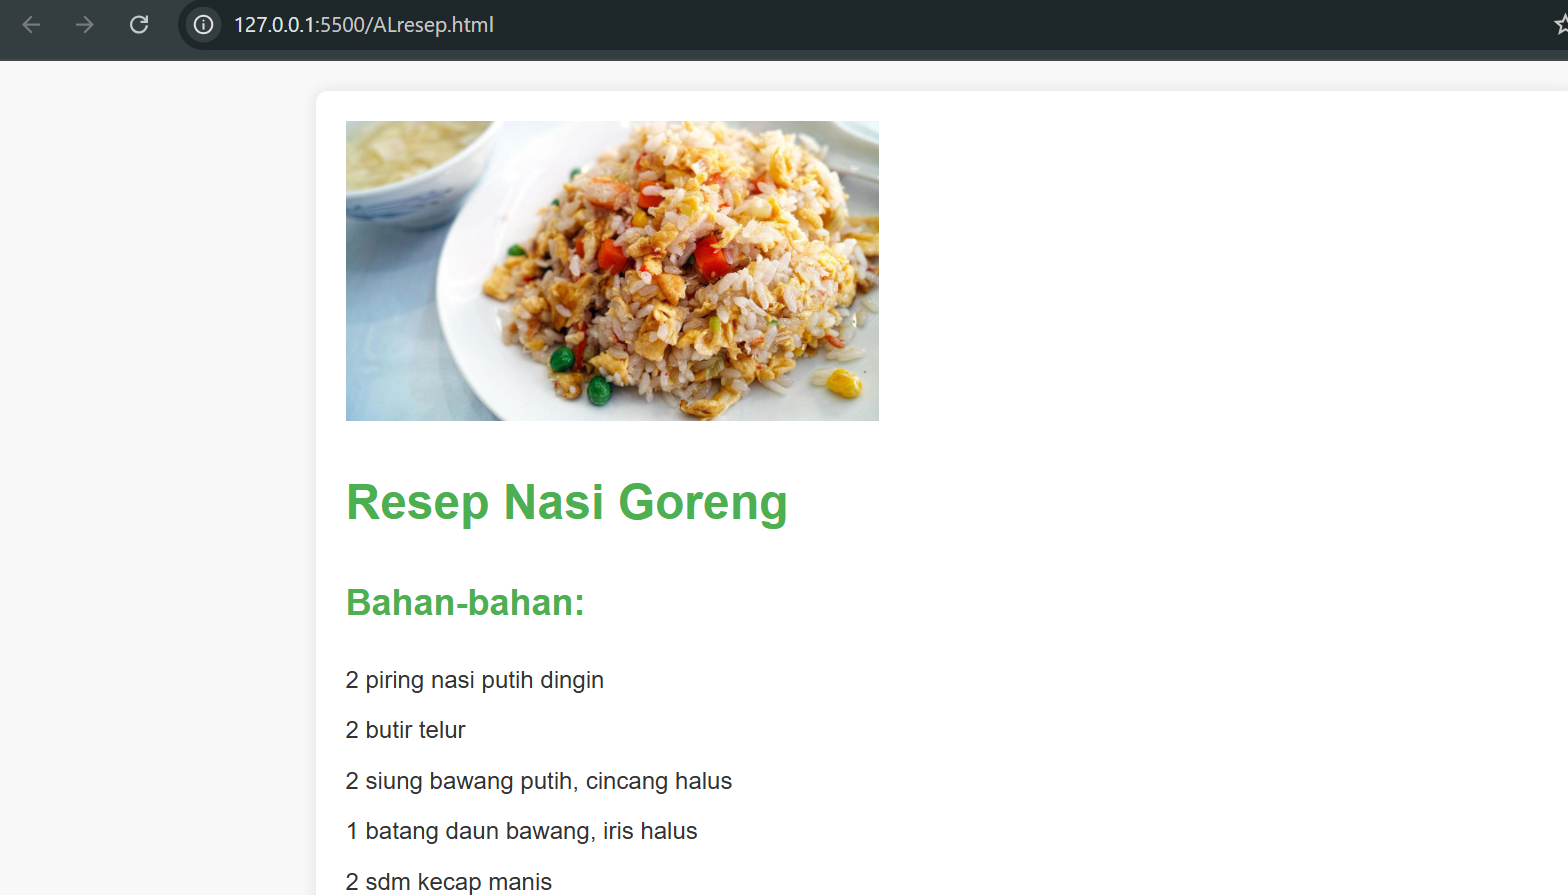 127.0.0.1:5500/ALresep.html
Resep Nasi Goreng
Bahan-bahan:
2 piring nasi putih dingin
2 butir telur
2 siung bawang putih, cincang halus
1 batang daun bawang, iris halus
2 sdm kecap manis